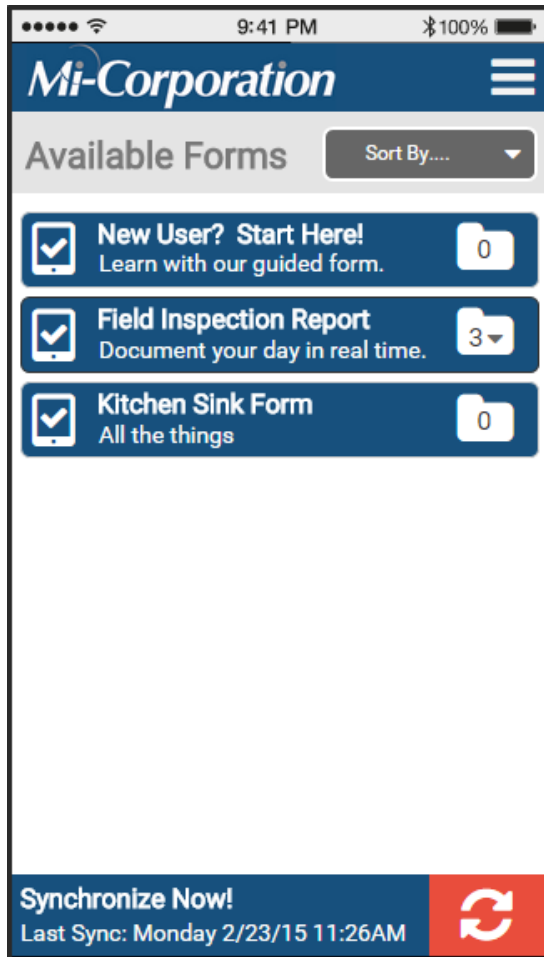 9:41 PM 100%
Mi-Corporation
Available Forms Sort By....
New User? Start Here!
Learn with our guided form.
0
Field Inspection Report
Document your day in real time.
3
Kitchen Sink Form
All the things
0
Synchronize Now!
Last Sync: Monday 2/23/15 11:26AM